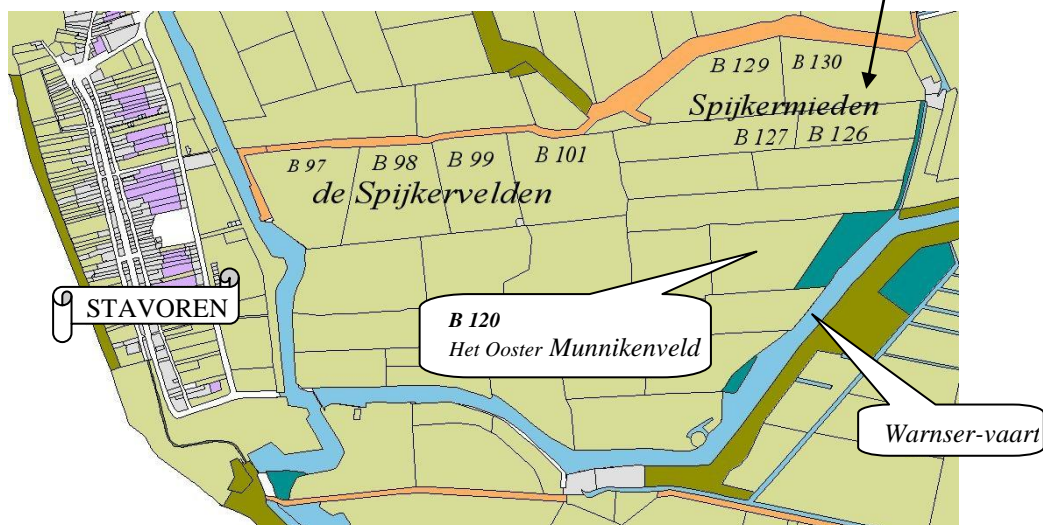 B 129 B 130
Spijkermieden
B 127 B 126
B 97 B 98 B 99 B 101
de Spijkervelden
STAVOREN
B 120
Het Ooster Munnikenveld
Warnser-vaart